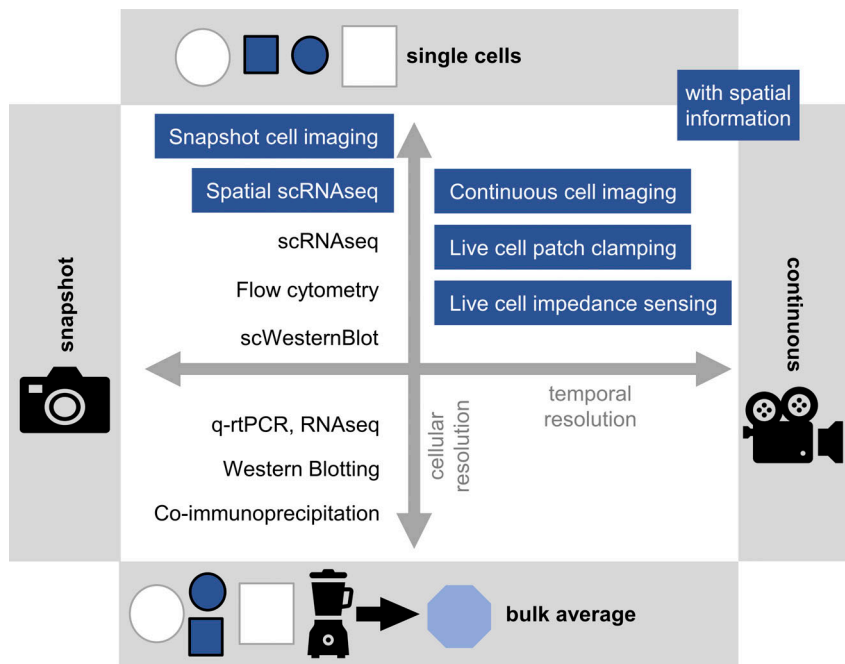 single cells
with spatial
information
Snapshot cell imaging
Spatial scRNAseq
Continuous cell imaging
scRNAseq
Live cell patch clamping
Flow cytometry
Live cell impedance sensing
scWesternBlot
snapshot
continuous
temporal
resolution
cellular
resolution
q-rtPCR, RNAseq
Western Blotting
Co-immunoprecipitation
bulk average